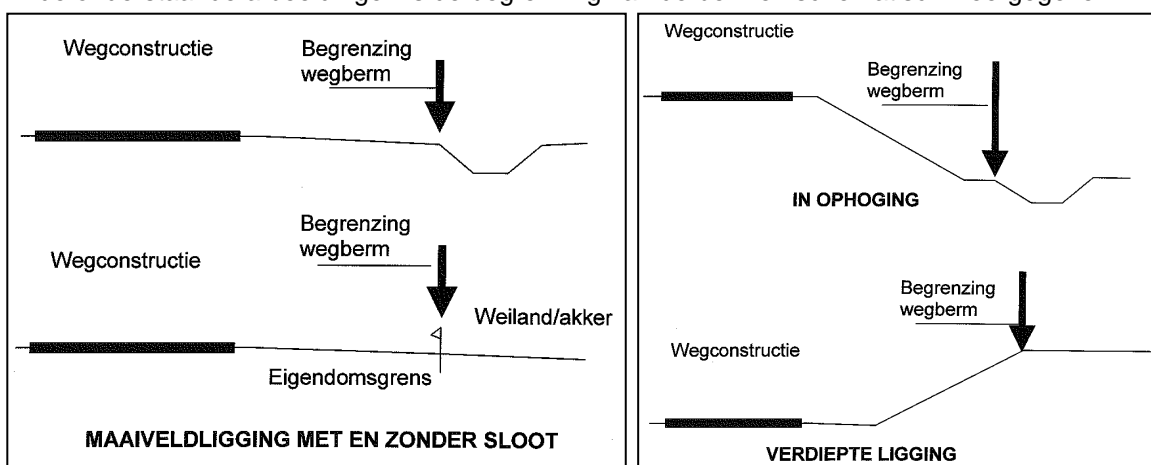 Wegconstructie
Begrenzing
wegberm
Begrenzing
wegberm
Wegconstructie
Weiland/akker
Eigendomsgrens
MAAIVELDLIGGING MET EN ZONDER SLOOT
Wegconstructie
Begrenzing
wegberm
IN OPHOGING
Begrenzing
wegberm
Wegconstructie
VERDIEPTE LIGGING